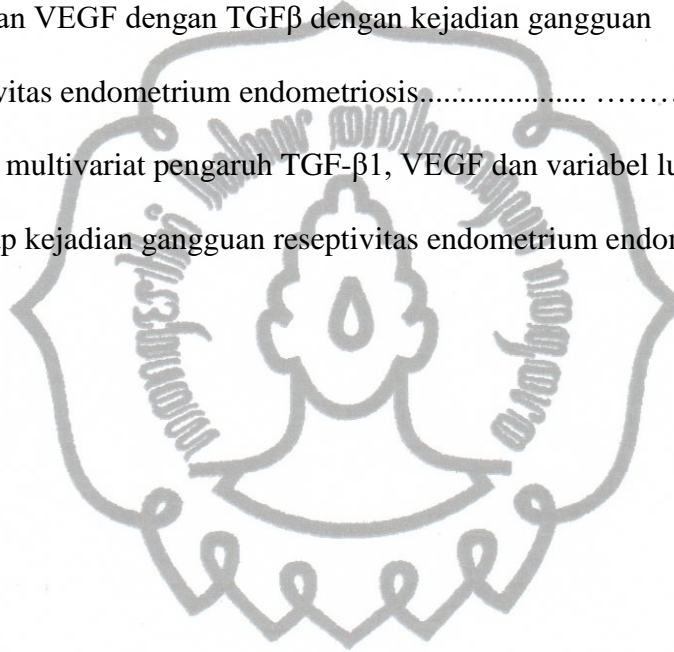 an VEGF dengan TGFβ dengan kejadian gangguan
vitas endometrium endometriosis..................... ………
multivariat pengaruh TGF-β1, VEGF dan variabel lu
p kejadian gangguan reseptivitas endometrium endor